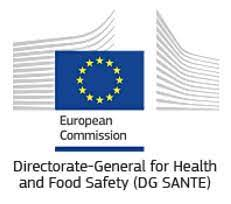 European
Commission
Directorate-General for Health
and Food Safety (DG SANTE)